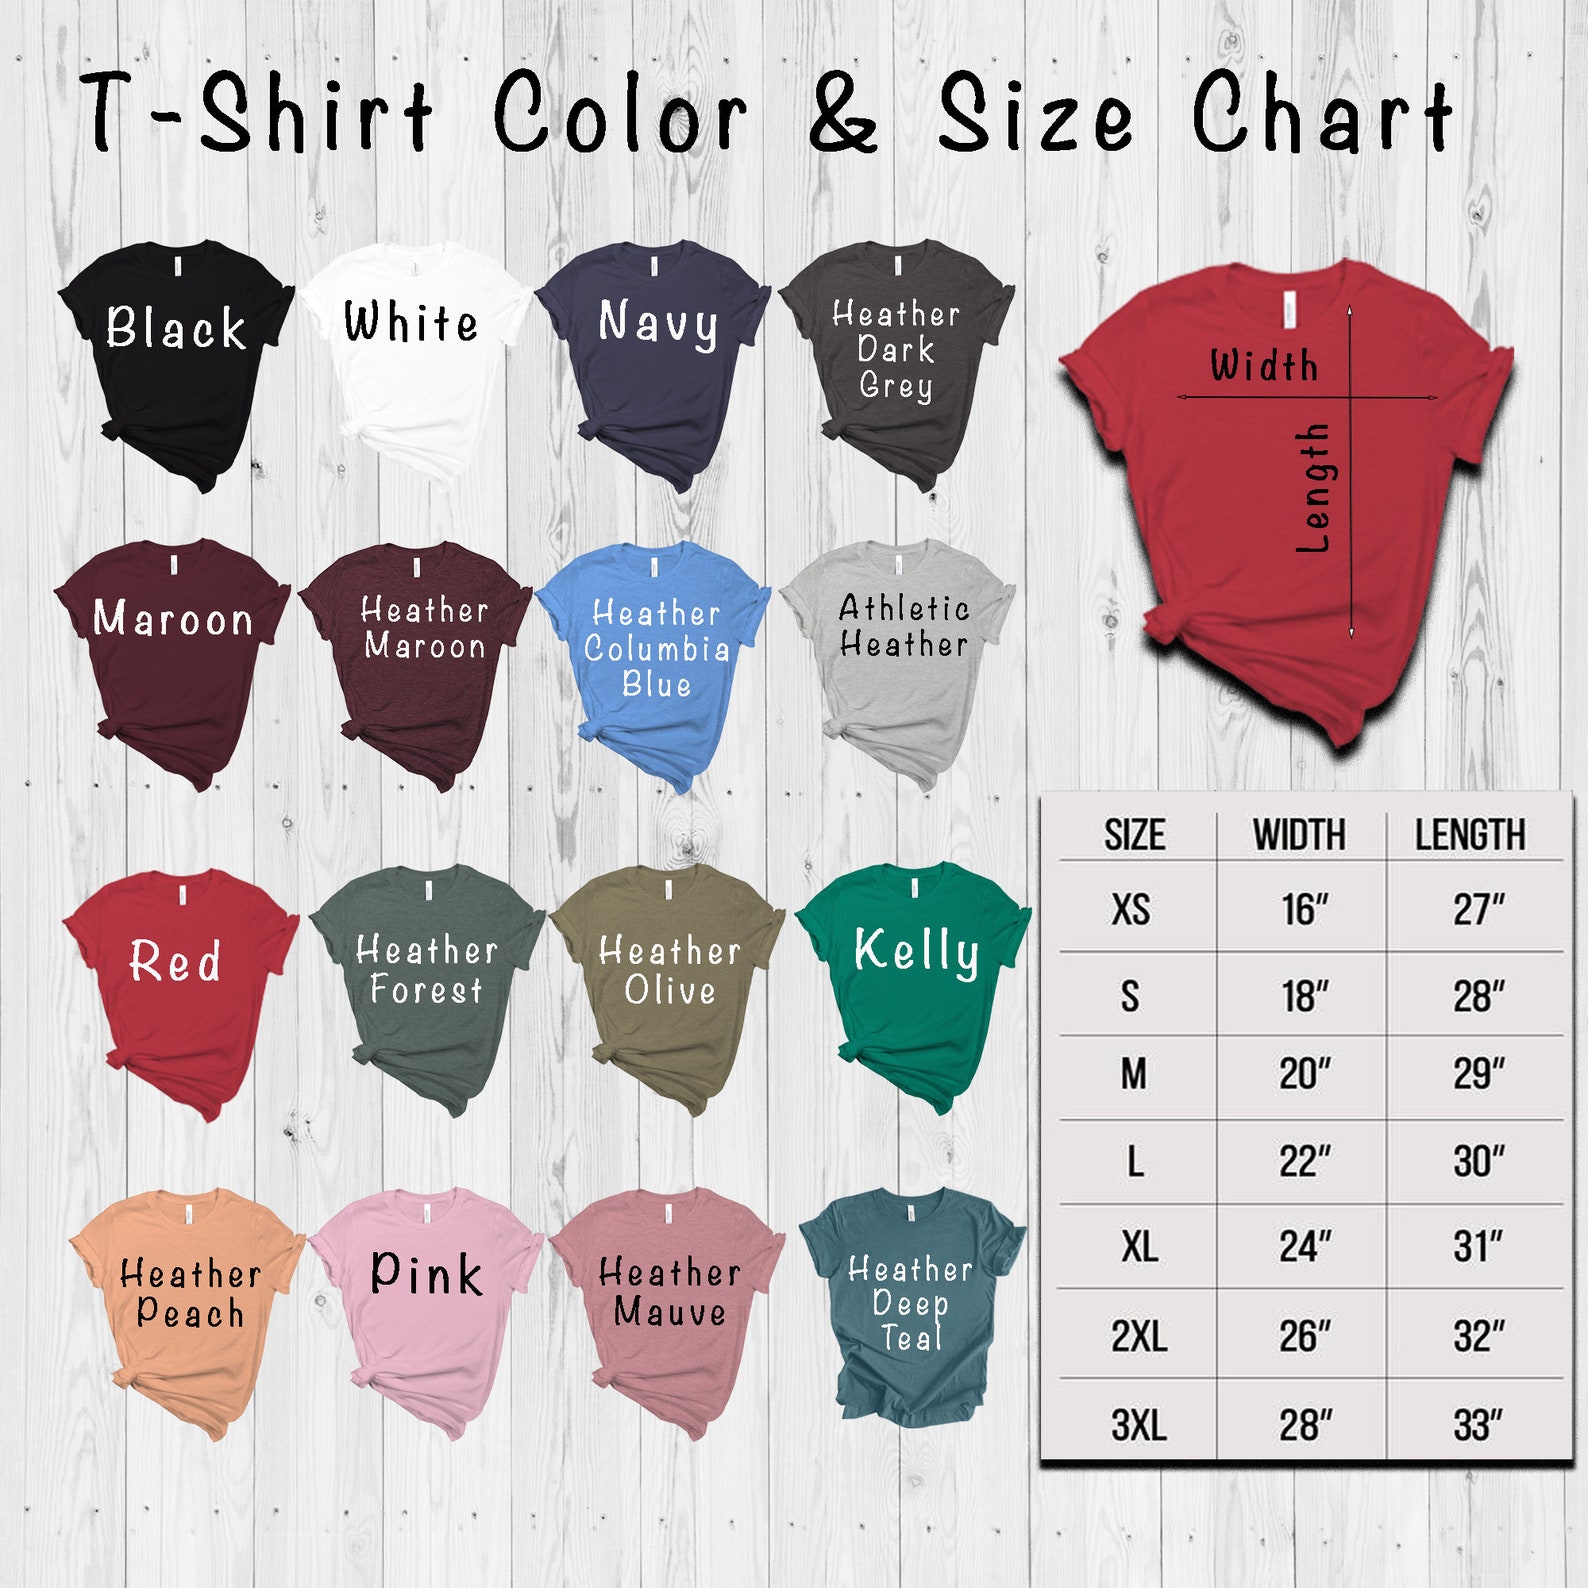 T-Shirt Color & Size Chart
Black
White
Navy
Heather
Dark
Grey
Maroon
Heather
Maroon
Heather
Columbia
Blue
Athletic
Heather
Red
Heather
Forest
Heather
Olive
Kelly
Heather
Peach
Pink
Heather
Mauve
Heather
Deep
Teal
Width
Length
SIZE WIDTH LENGTH
XS 16" 27"
S 18" 28"
M 20" 29"
L 22" 30"
XL 24" 31"
2XL 26" 32"
3XL 28" 33"